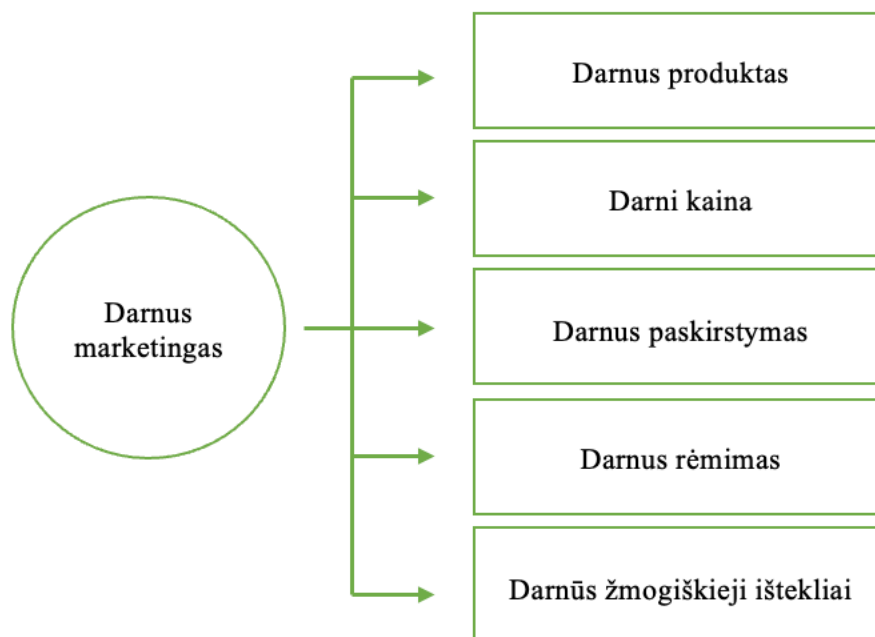 Darnus
marketingas
Darnus produktas
Darni kaina
Darnus paskirstymas
Darnus rėmimas
Darnūs žmogiškieji ištekliai